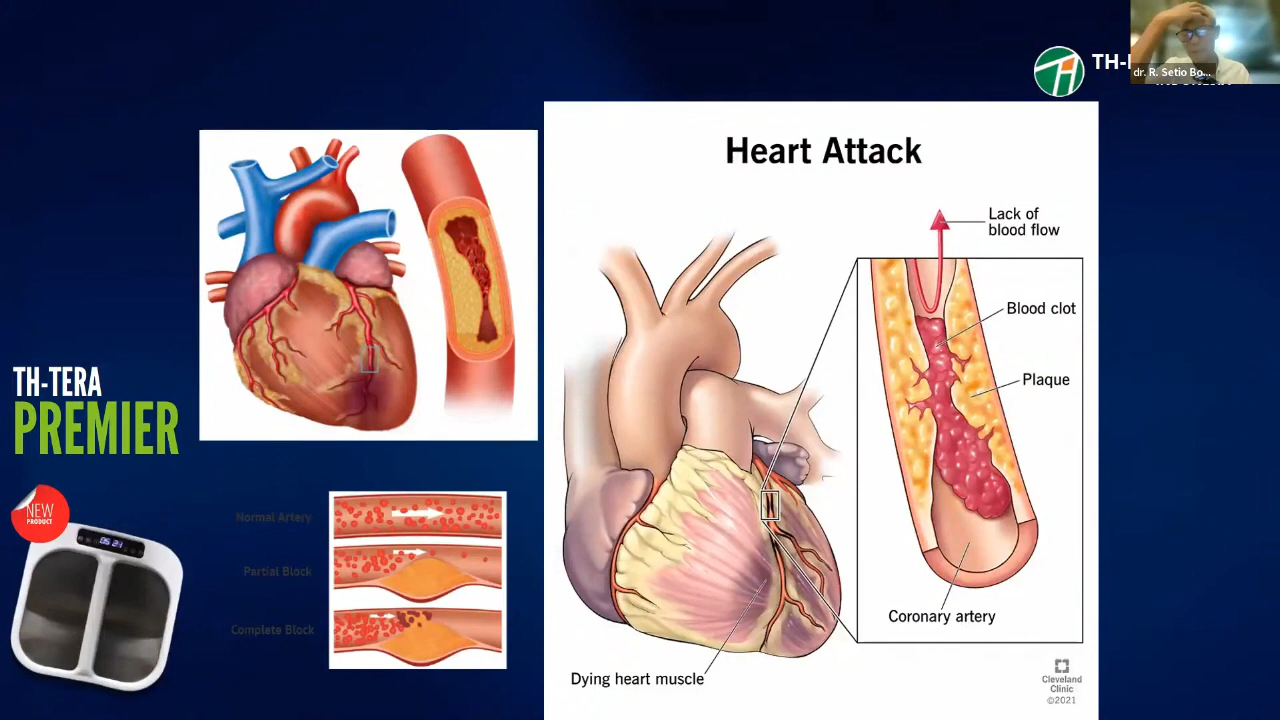 TH-
dr. R. Setio Bo...
Heart Attack
Lack of
blood flow
Blood clot
Plaque
Coronary artery
Dying heart muscle
Cleveland
Clinic
©2021
TH-TERA
PREMIER
NEW
PRODUCT
Normal Artery
Partial Block
Complete Block